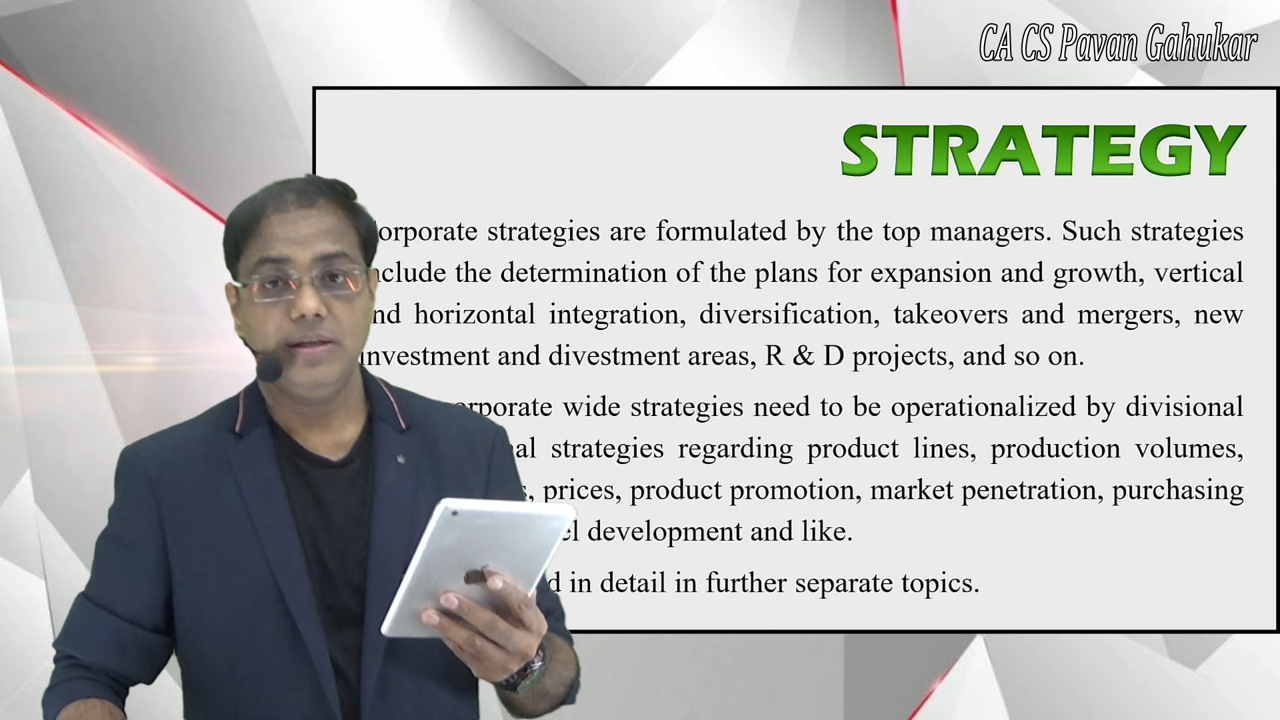 CA CS Pavan Gahukar
STRATEGY
orporate strategies are formulated by the top managers. Such strategies
nclude the determination of the plans for expansion and growth, vertical
nd horizontal integration, diversification, takeovers and mergers, new
investment and divestment areas, R & D projects, and so on.
orporate wide strategies need to be operationalized by divisional
al strategies regarding product lines, production volumes,
, prices, product promotion, market penetration, purchasing
el development and like.
d in detail in further separate topics.